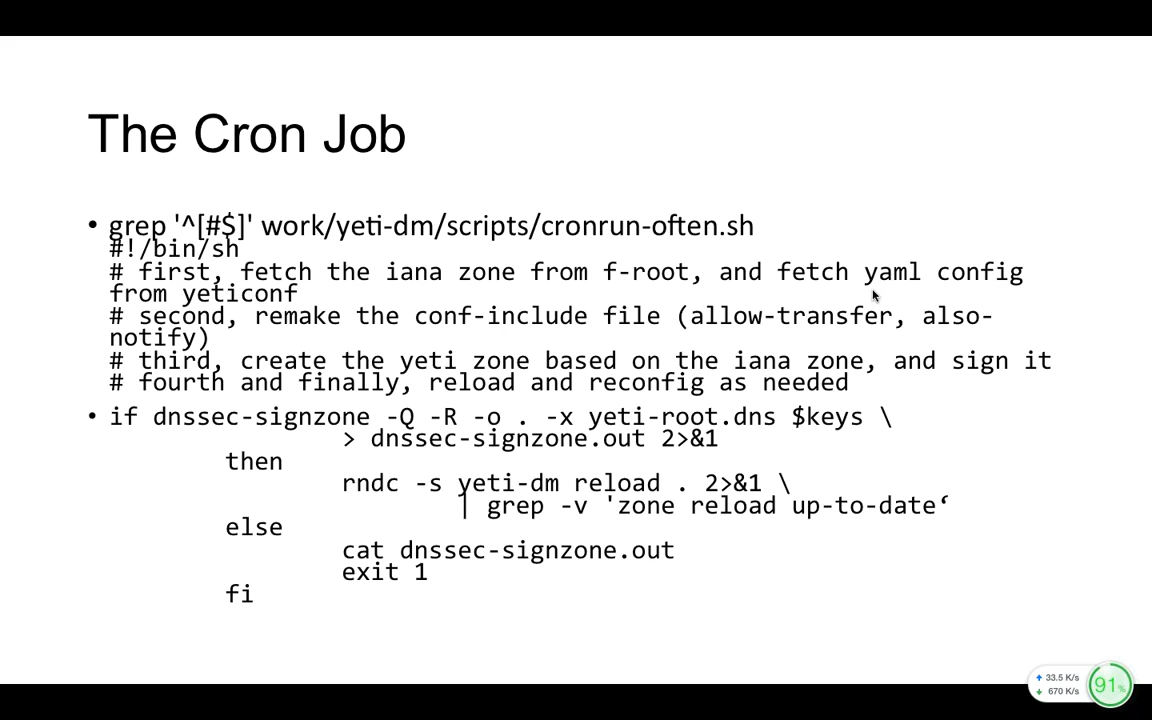 The Cron Job
• grep '^[#$]' work/yeti-dm/scripts/cronrun-often.sh
#!/bin/sh
# first, fetch the iana zone from f-root, and fetch yaml config
from yeticonf
# second, remake the conf-include file (allow-transfer, also-
notify)
# third, create the yeti zone based on the iana zone, and sign it
# fourth and finally, reload and reconfig as needed
• if dnssec-signzone -Q -R -o . -x yeti-root.dns $keys \
> dnssec-signzone.out 2>&1
then
rndc -s yeti-dm reload . 2>&1 \
| grep -v 'zone reload up-to-date‘
else
cat dnssec-signzone.out
exit 1
fi
↑ 33.5 K/s
↓ 670 K/s
91%